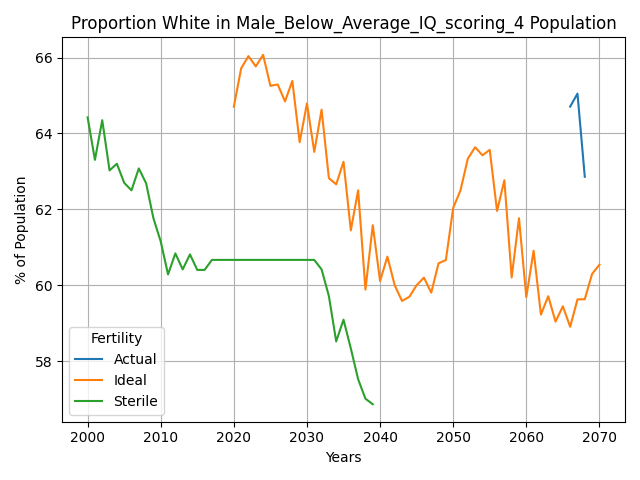 Proportion White in Male_Below_Average_IQ_scoring_4 Population
% of Population
66
64
62
60
58
Fertility
Actual
Ideal
Sterile
2000 2010 2020 2030 2040 2050 2060 2070
Years